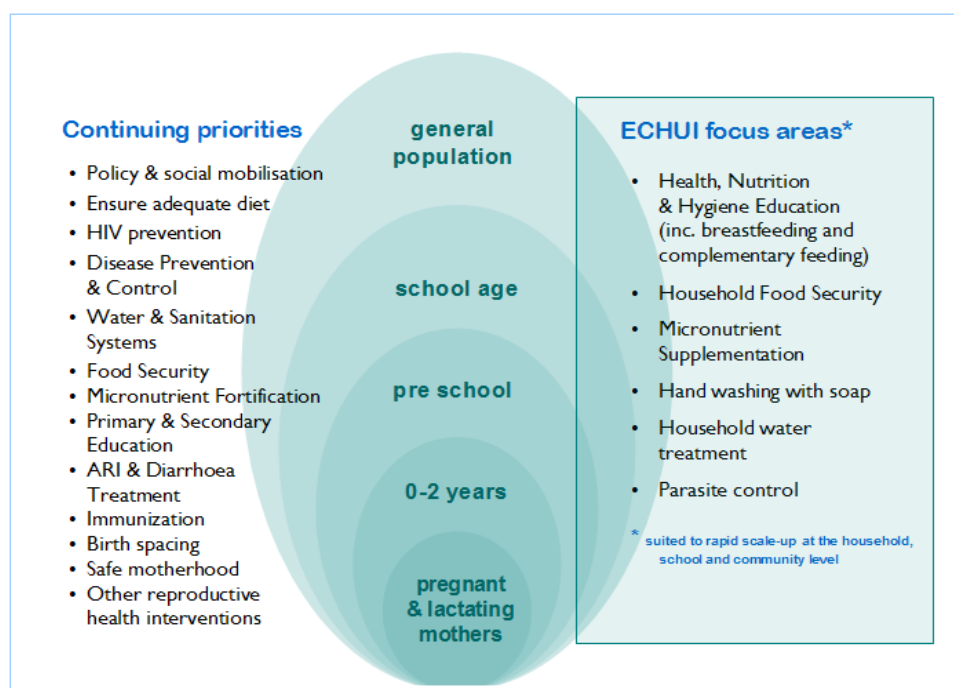 Continuing priorities
• Policy & social mobilisation
• Ensure adequate diet
• HIV prevention
• Disease Prevention
& Control
• Water & Sanitation
Systems
• Food Security
• Micronutrient Fortification
• Primary & Secondary
Education
• ARI & Diarrhoea
Treatment
• Immunization
• Birth spacing
• Safe motherhood
• Other reproductive
health interventions
general
population
school age
pre school
0-2 years
pregnant
& lactating
mothers
ECHUI focus areas*
• Health, Nutrition
& Hygiene Education
(inc. breastfeeding and
complementary feeding)
• Household Food Security
• Micronutrient
Supplementation
• Hand washing with soap
• Household water
treatment
• Parasite control
* suited to rapid scale-up at the household,
school and community level